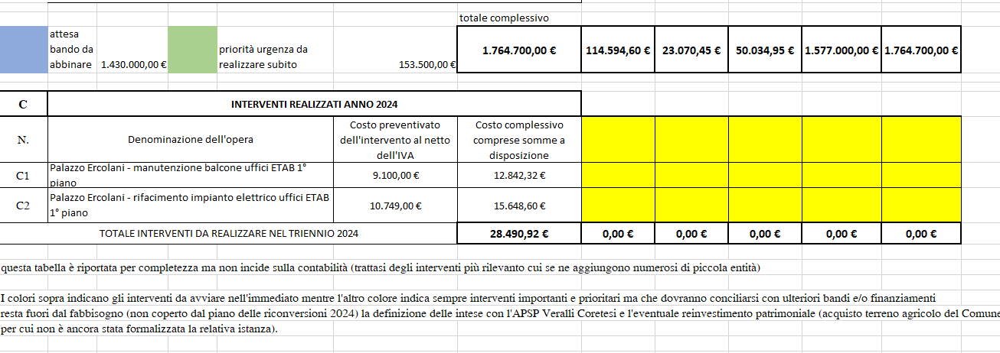 totale complessivo
attesa
bando da
abbinare
1.430.000,00 €
priorità urgenza da
realizzare subito
153.500,00 €
1.764.700,00 €
114.594,60 €
23.070,45 €
50.034,95 €
1.577.000,00 €
1.764.700,00 €
C
INTERVENTI REALIZZATI ANNO 2024
N.
Denominazione dell'opera
Costo preventivato
dell'intervento al netto
dell'IVA
Costo complessivo
comprese somme a
disposizione
C1
Palazzo Ercolani - manutenzione balcone uffici ETAB 1°
piano
9.100,00 €
12.842,32 €
C2
Palazzo Ercolani - rifacimento impianto elettrico uffici ETAB
1° piano
10.749,00 €
15.648,60 €
TOTALE INTERVENTI DA REALIZZARE NEL TRIENNIO 2024
28.490,92 €
0,00 €
0,00 €
0,00 €
0,00 €
0,00 €
questa tabella è riportata per completezza ma non incide sulla contabilità (trattasi degli interventi più rilevanto cui se ne aggiungono numerosi di piccola entità)
I colori sopra indicano gli interventi da avviare nell'immediato mentre l'altro colore indica sempre interventi importanti e prioritari ma che dovranno conciliarsi con ulteriori bandi e/o finanziamenti
resta fuori dal fabbisogno (non coperto dal piano delle riconversioni 2024) la definizione delle intese con l'APSP Veralli Coretesi e l'eventuale reinvestimento patrimoniale (acquisto terreno agricolo del Comune
per cui non è ancora stata formalizzata la relativa istanza).